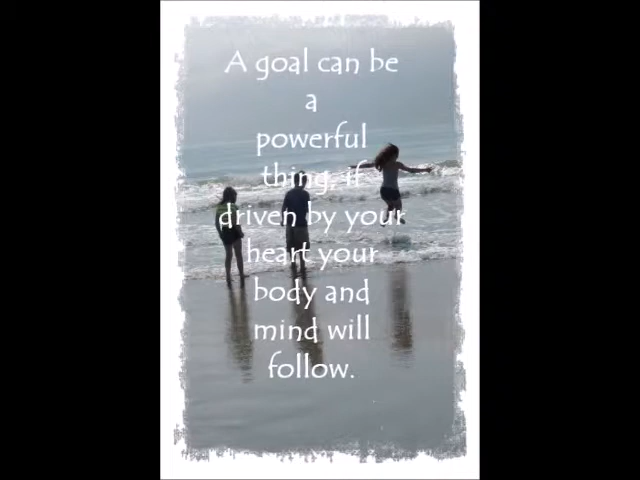 A goal can be
a
powerful
thing, if
driven by your
heart your
body and
mind will
follow.